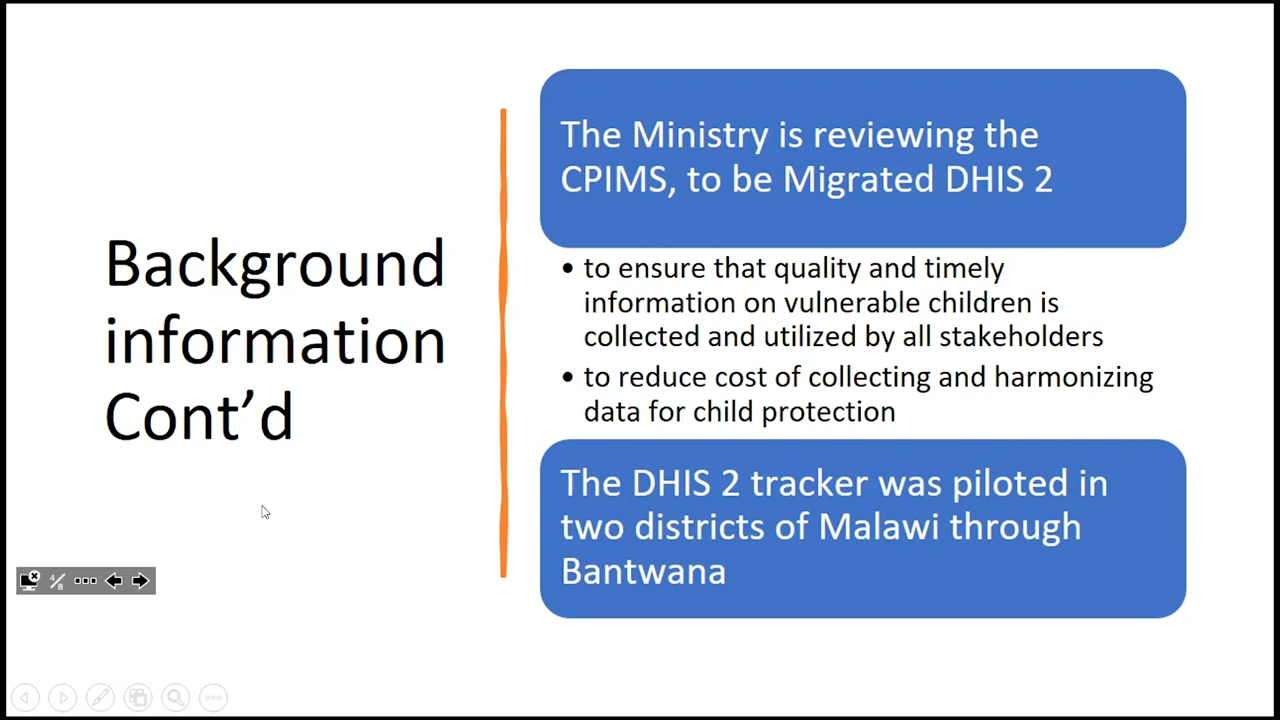 Background
information
Cont’d
The Ministry is reviewing the
CPIMS, to be Migrated DHIS 2
• to ensure that quality and timely
information on vulnerable children is
collected and utilized by all stakeholders
• to reduce cost of collecting and harmonizing
data for child protection
The DHIS 2 tracker was piloted in
two districts of Malawi through
Bantwana
4/8